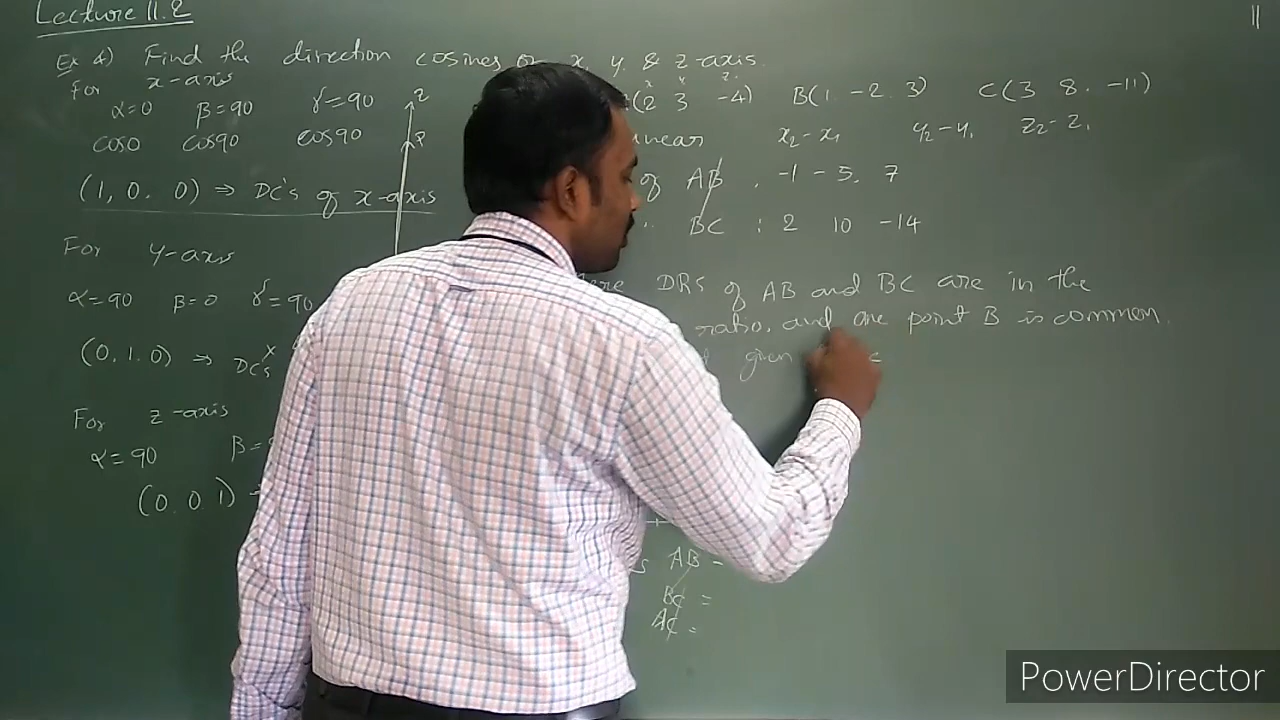 Lecture 11.2
11
Ex 4) Find the direction cosines of x, y & z-axis.
For x-axis
α=0 β=90 γ=90
cos0 cos90 cos90
(1, 0. 0) ⇒ DC's of x-axis
For y-axis
α=90 β=0 γ=90
(0, 1. 0) ⇒ DC's
For z-axis
α=90 β=
(0. 0 1)
z
P
x y z.
(2 3 -4) B(1. -2. 3) C(3 8. -11)
x₂-x₁ y₂-y₁ z₂-z₁
of AB , -1 -5, 7
BC : 2 10 -14
DRS of AB and BC are in the
ratio, and one point B is common.
given
AB =
BC =
AC =
PowerDirector